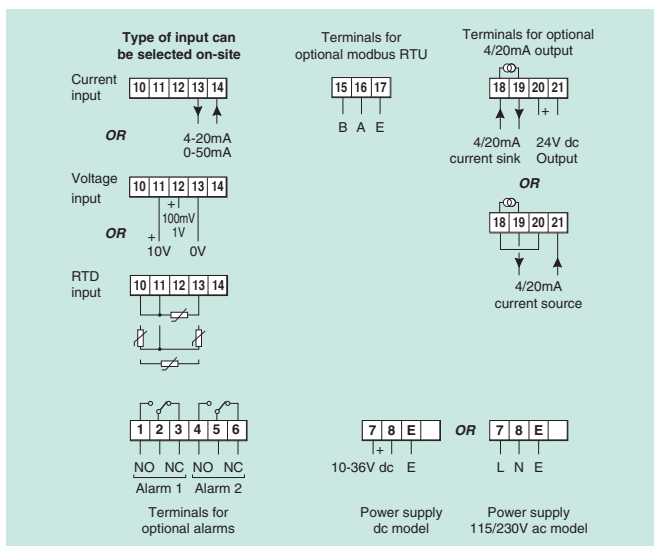 Type of input can
be selected on-site
Current
input
10 11 12 13 14
OR
4-20mA
0-50mA
Voltage
input
10 11 12 13 14
+
100mV
1V
OR
+
10V 0V
RTD
input
10 11 12 13 14
1 2 3 4 5 6
NO NC NO NC
Alarm 1 Alarm 2
Terminals for
optional alarms
Terminals for
optional modbus RTU
15 16 17
B A E
Terminals for optional
4/20mA output
18 19 20 21
+
4/20mA
current sink
24V dc
Output
OR
18 19 20 21
4/20mA
current source
7 8 E
+
10-36V dc E
Power supply
dc model
OR
7 8 E
L N E
Power supply
115/230V ac model